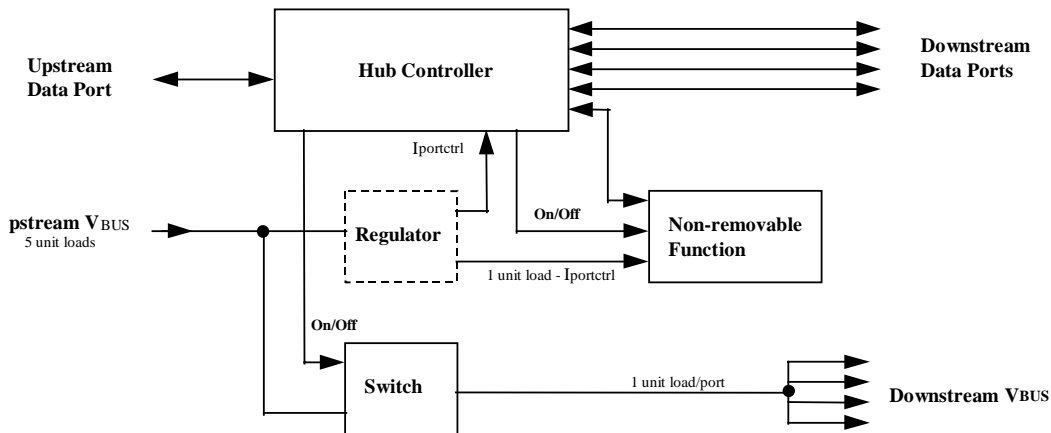 Hub Controller
Upstream
Data Port
Downstream
Data Ports
Iportctrl
pstream VBUS
5 unit loads
Regulator
On/Off
Non-removable
Function
1 unit load - Iportctrl
On/Off
Switch
1 unit load/port
Downstream VBUS